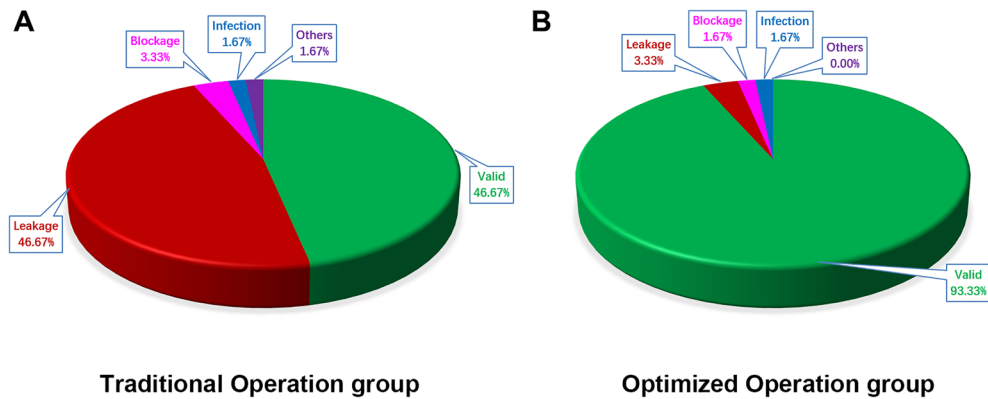 A
Blockage
3.33%
Infection
1.67%
Others
1.67%
Valid
46.67%
Leakage
46.67%
Traditional Operation group
B
Leakage
3.33%
Blockage
1.67%
Infection
1.67%
Others
0.00%
Valid
93.33%
Optimized Operation group